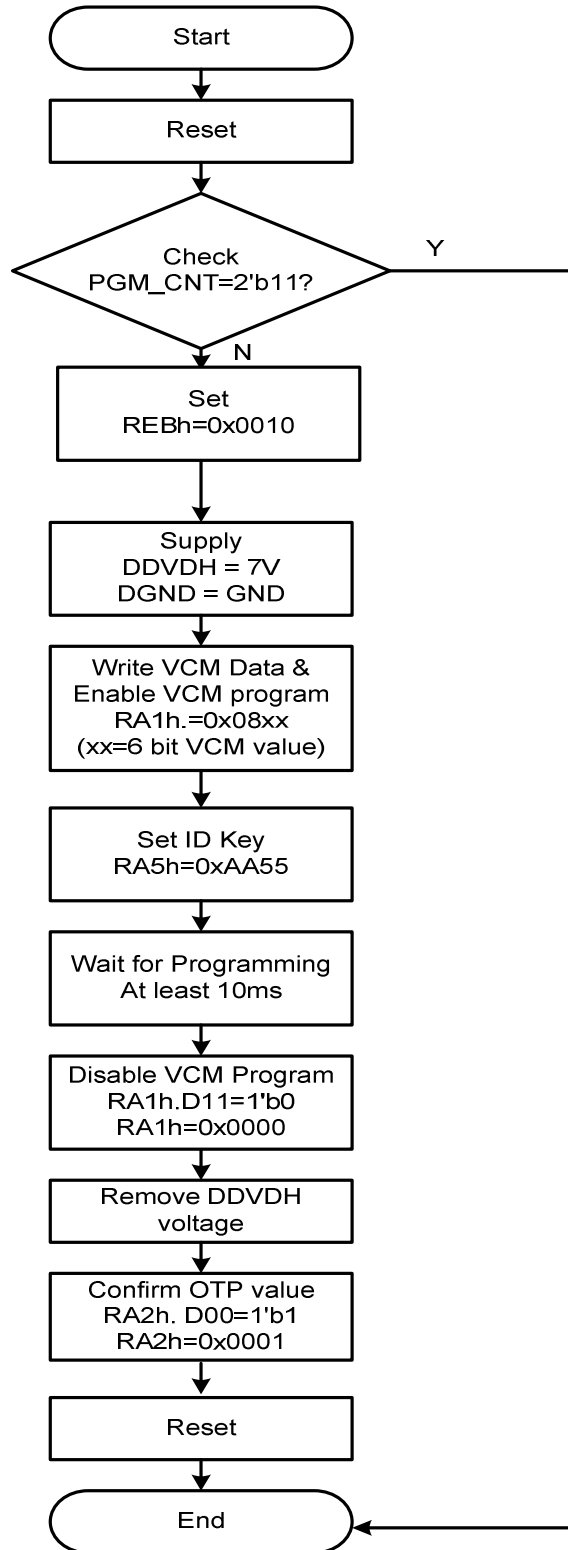 Start
Reset
Check
PGM_CNT=2'b11?
Y
N
Set
REBh=0x0010
Supply
DDVDH = 7V
DGND = GND
Write VCM Data &
Enable VCM program
RA1h.=0x08xx
(xx=6 bit VCM value)
Set ID Key
RA5h=0xAA55
Wait for Programming
At least 10ms
Disable VCM Program
RA1h.D11=1'b0
RA1h=0x0000
Remove DDVDH
voltage
Confirm OTP value
RA2h. D00=1'b1
RA2h=0x0001
Reset
End